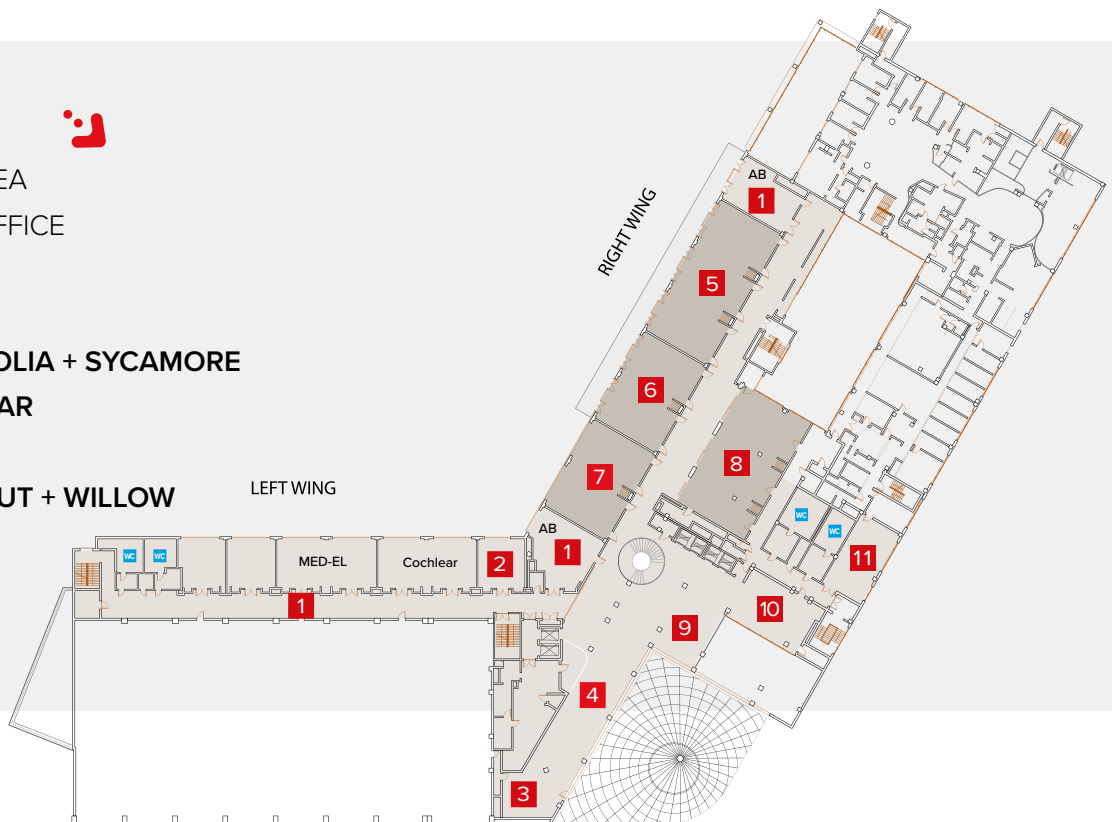 EA
FFICE
OLIA + SYCAMORE
AR
UT + WILLOW
LEFT WING
RIGHT WING
AB
1
5
6
7
8
AB
1
WC
WC
11
WC
WC
MED-EL
Cochlear
2
1
10
9
4
3